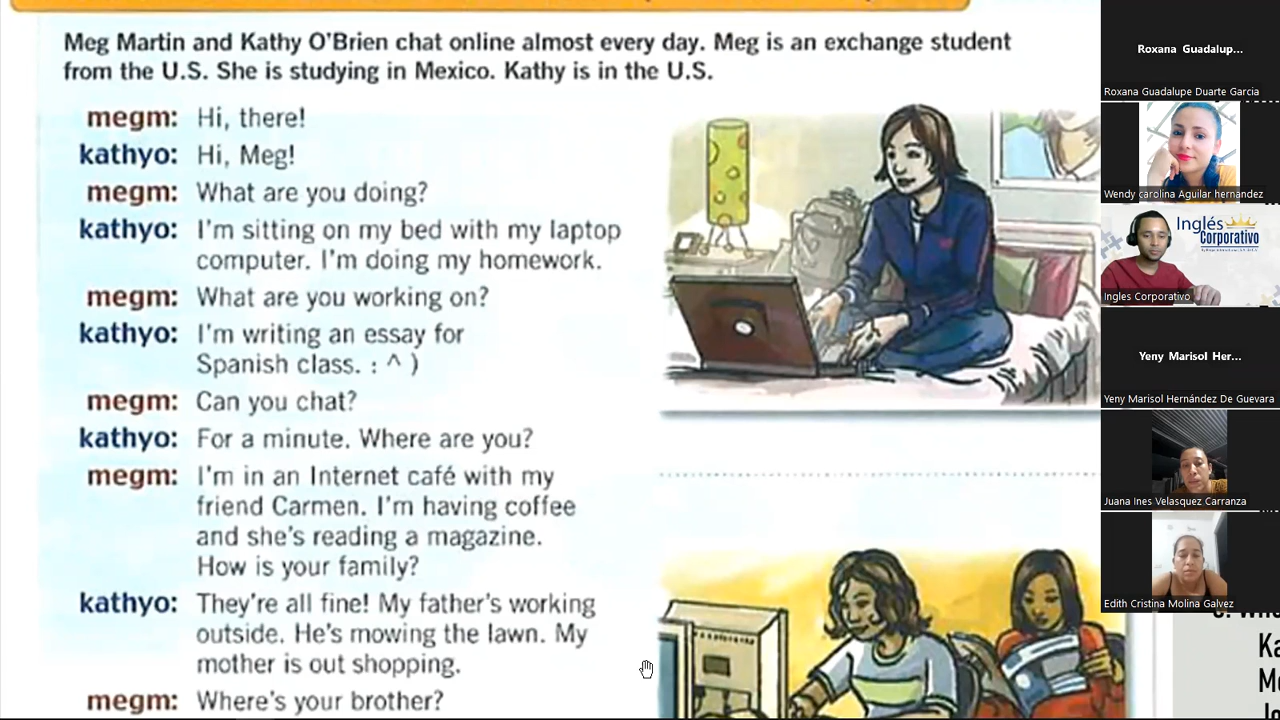 Meg Martin and Kathy O'Brien chat online almost every day. Meg is an exchange student
from the U.S. She is studying in Mexico. Kathy is in the U.S.
megm: Hi, there!
kathyo: Hi, Meg!
megm: What are you doing?
kathyo: I'm sitting on my bed with my laptop
computer. I'm doing my homework.
megm: What are you working on?
kathyo: I'm writing an essay for
Spanish class. : ^ )
megm: Can you chat?
kathyo: For a minute. Where are you?
megm: I'm in an Internet café with my
friend Carmen. I'm having coffee
and she's reading a magazine.
How is your family?
kathyo: They're all fine! My father's working
outside. He's mowing the lawn. My
mother is out shopping.
megm: Where's your brother?
Roxana Guadalup...
Roxana Guadalupe Duarte Garcia
Wendy carolina Aguilar hernandez
Inglés
Corporativo
Ingles Corporativo
Yeny Marisol Her...
Yeny Marisol Hernández De Guevara
Juana Ines Velasquez Carranza
Edith Cristina Molina Galvez